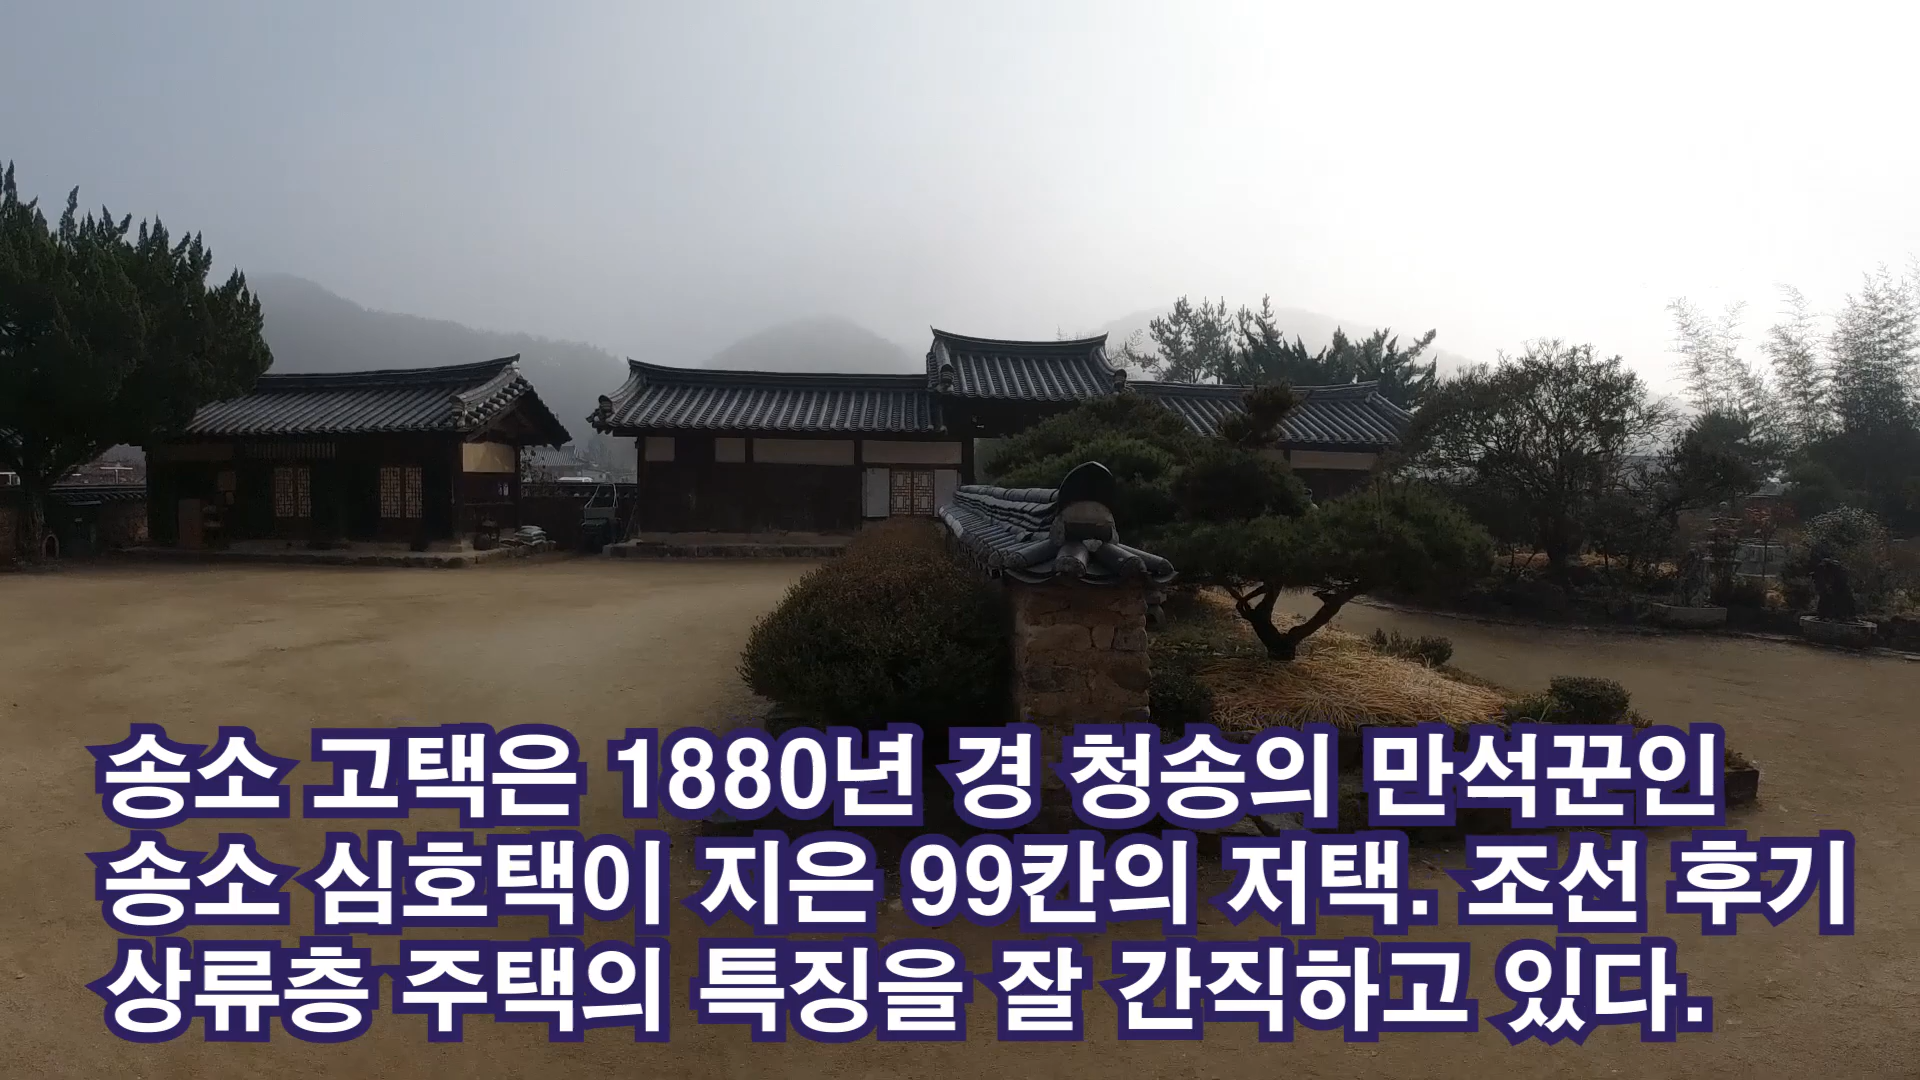 송소 고택은 1880년 경 청송의 만석꾼인
송소 심호택이 지은 99칸의 저택. 조선 후기
상류층 주택의 특징을 잘 간직하고 있다.